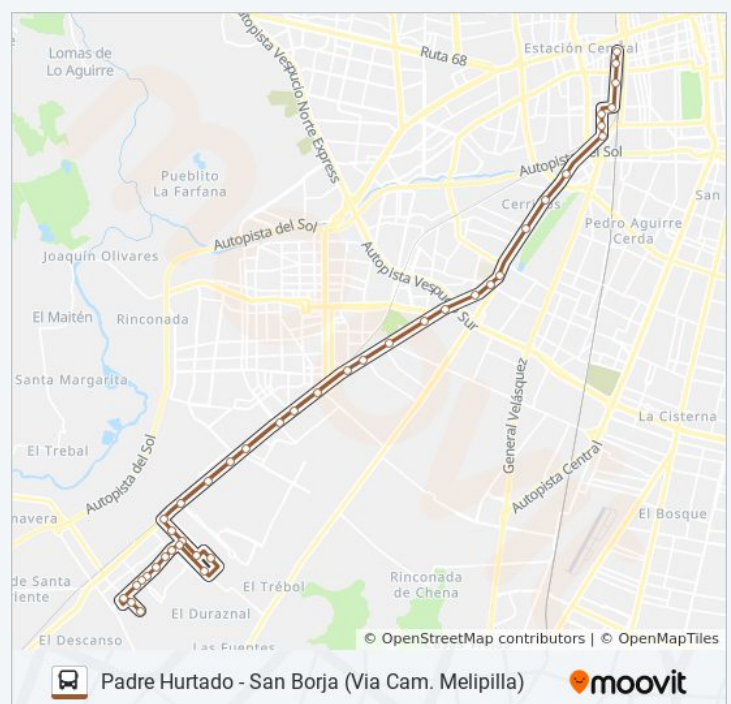 Lomas de
Lo Aguirre
Autopista Vespucio Norte Express
Ruta 68
Estación Central
Pueblito
La Farfana
Autopista del Sol
Cerrillos
San
Pedro Aguirre
Cerda
Autopista del Sol
Joaquín Olivares
Autopista Vespucio Sur
El Maitén
Rinconada
Santa Margarita
General Velásquez
La Cisterna
El Trebal
Autopista del Sol
Autopista Central
navera
El Bosque
de Santa
iente
El Trébol
Rinconada
de Chena
El Duraznal
El Descanso
Las Fuentes
© OpenStreetMap contributors | © OpenMapTiles
Padre Hurtado - San Borja (Via Cam. Melipilla)
moovit